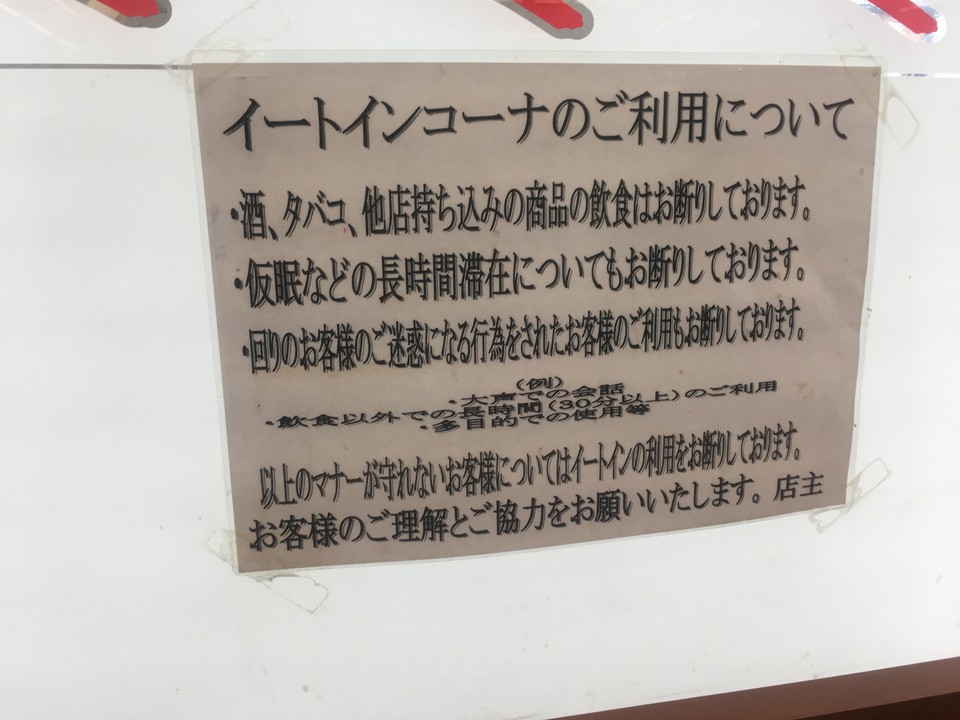 イートインコーナのご利用について
・酒、タバコ、他店持ち込みの商品の飲食はお断りしております。
・仮眠などの長時間滞在についてもお断りしております。
・回りのお客様のご迷惑になる行為をされたお客様のご利用もお断りしております。
(例)
・大声での会話
・飲食以外での長時間(30分以上)のご利用
・多目的での使用等
以上のマナーが守れないお客様についてはイートインの利用をお断りしております。
お客様のご理解とご協力をお願いいたします。店主